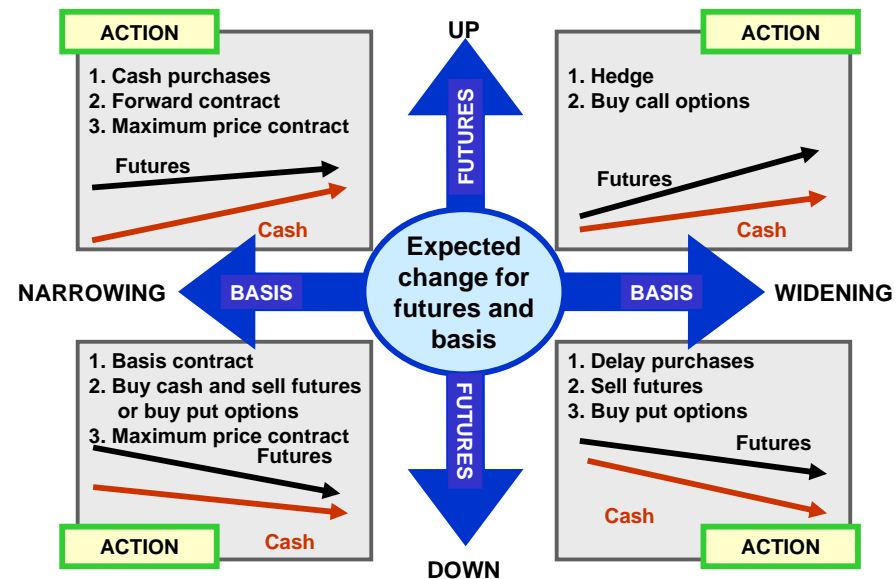 ACTION
1. Cash purchases
2. Forward contract
3. Maximum price contract
Futures
Cash
UP
FUTURES
ACTION
1. Hedge
2. Buy call options
Futures
Cash
NARROWING
BASIS
Expected
change for
futures and
basis
BASIS
WIDENING
1. Basis contract
2. Buy cash and sell futures
or buy put options
3. Maximum price contract
Futures
Cash
ACTION
FUTURES
DOWN
1. Delay purchases
2. Sell futures
3. Buy put options
Futures
Cash
ACTION